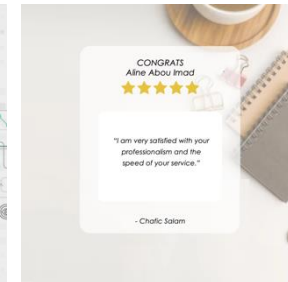 CONGRATS
Aline Abou Imad
"I am very satisfied with your
professionalism and the
speed of your service."
- Chafic Salam